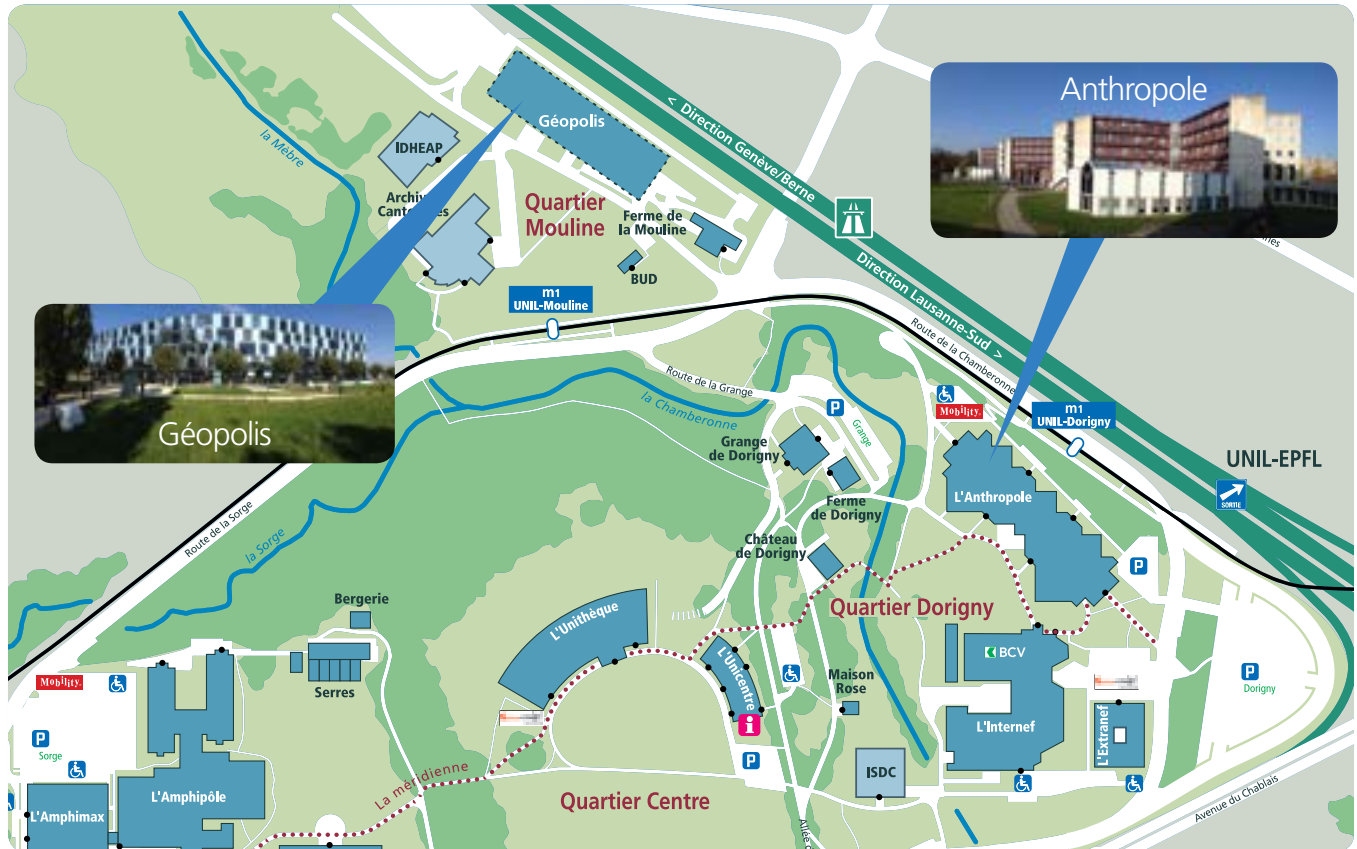 Géopolis
< Direction Genève/Berne
Anthropole
la Mèbre
IDHEAP
Quartier
Mouline
Ferme de
la Mouline
BUD
Direction Lausanne-Sud >
m1
UNIL-Mouline
Route de la Chamberonne
Géopolis
Route de la Grange
la Chamberonne
P
Grange
Mobility
m1
UNIL-Dorigny
Grange
de Dorigny
UNIL-EPFL
SORTIE
L'Anthropole
Ferme
de Dorigny
Route de la Sorge
la Sorge
Château
de Dorigny
P
Bergerie
L'Unithèque
Quartier Dorigny
L'Unicentre
BCV
Serres
Maison
Rose
P
Dorigny
Mobility
P
Sorge
i
L'Internef
L'Extranef
P
ISDC
La méridienne
L'Amphipôle
Quartier Centre
L'Amphimax
Avenue du Chablais